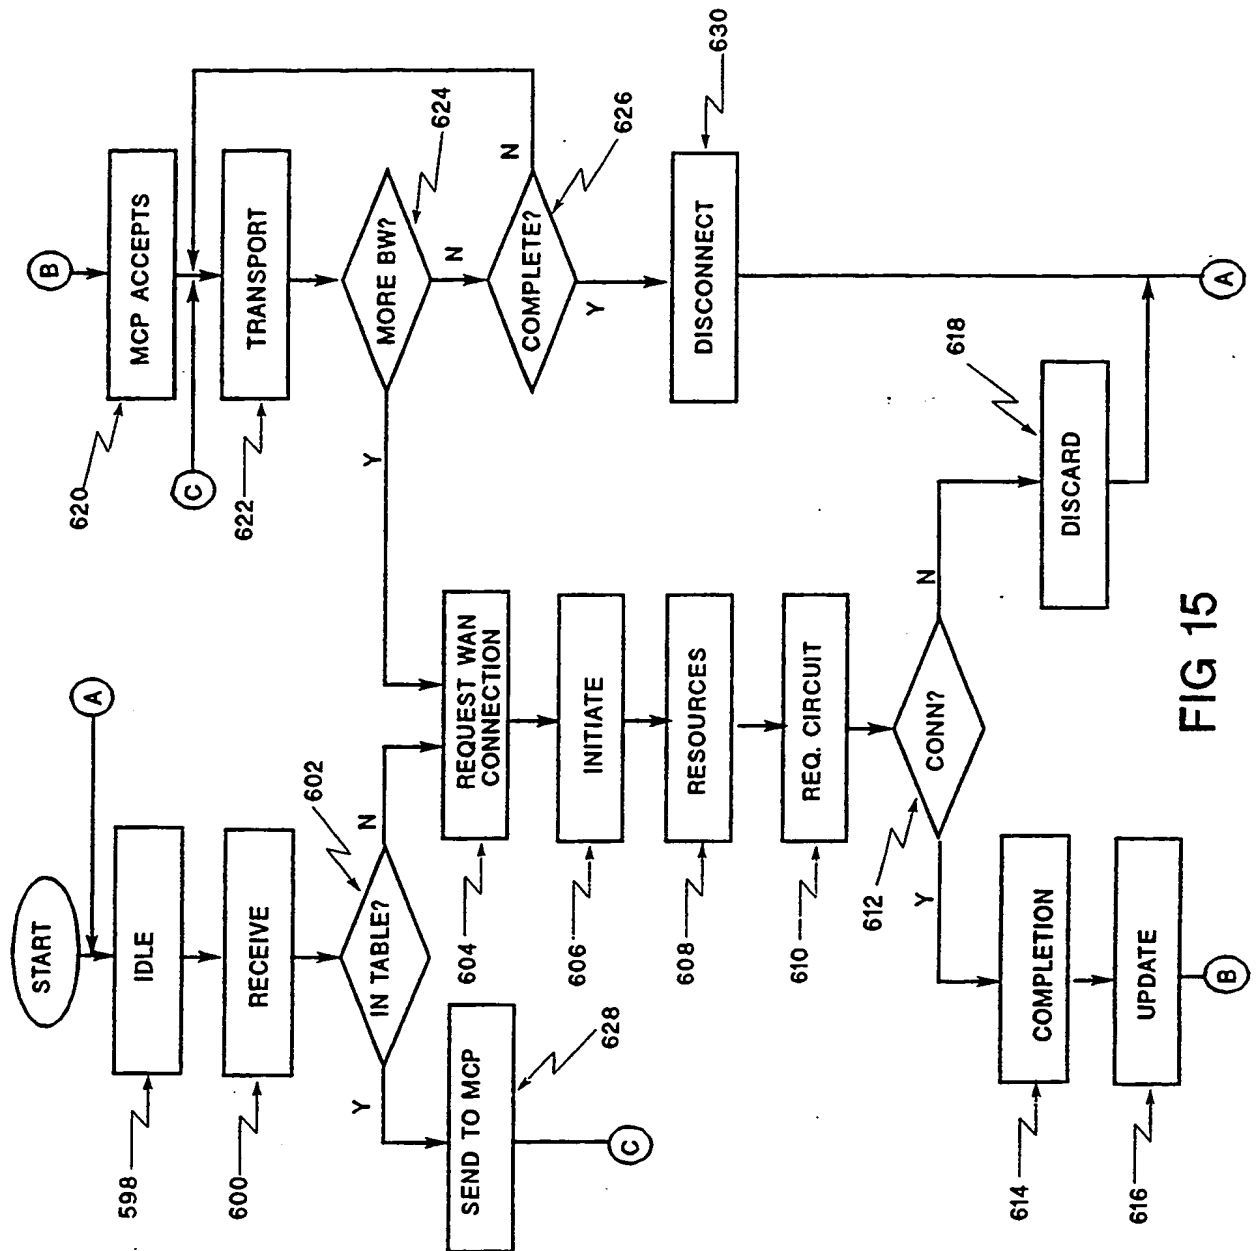 START
A
IDLE
598
RECEIVE
600
IN TABLE?
602
Y
N
SEND TO MCP
628
C
REQUEST WAN
CONNECTION
604
INITIATE
606
RESOURCES
608
REQ. CIRCUIT
610
CONN?
612
Y
N
COMPLETION
614
UPDATE
616
B
DISCARD
618
B
MCP ACCEPTS
620
C
TRANSPORT
622
MORE BW?
624
Y
N
COMPLETE?
626
N
Y
DISCONNECT
630
A
FIG 15